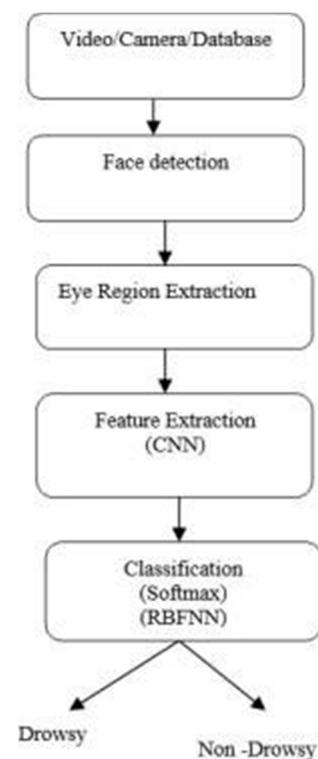 Video/Camera/Database
Face detection
Eye Region Extraction
Feature Extraction
(CNN)
Classification
(Softmax)
(RBFNN)
Drowsy
Non -Drowsy